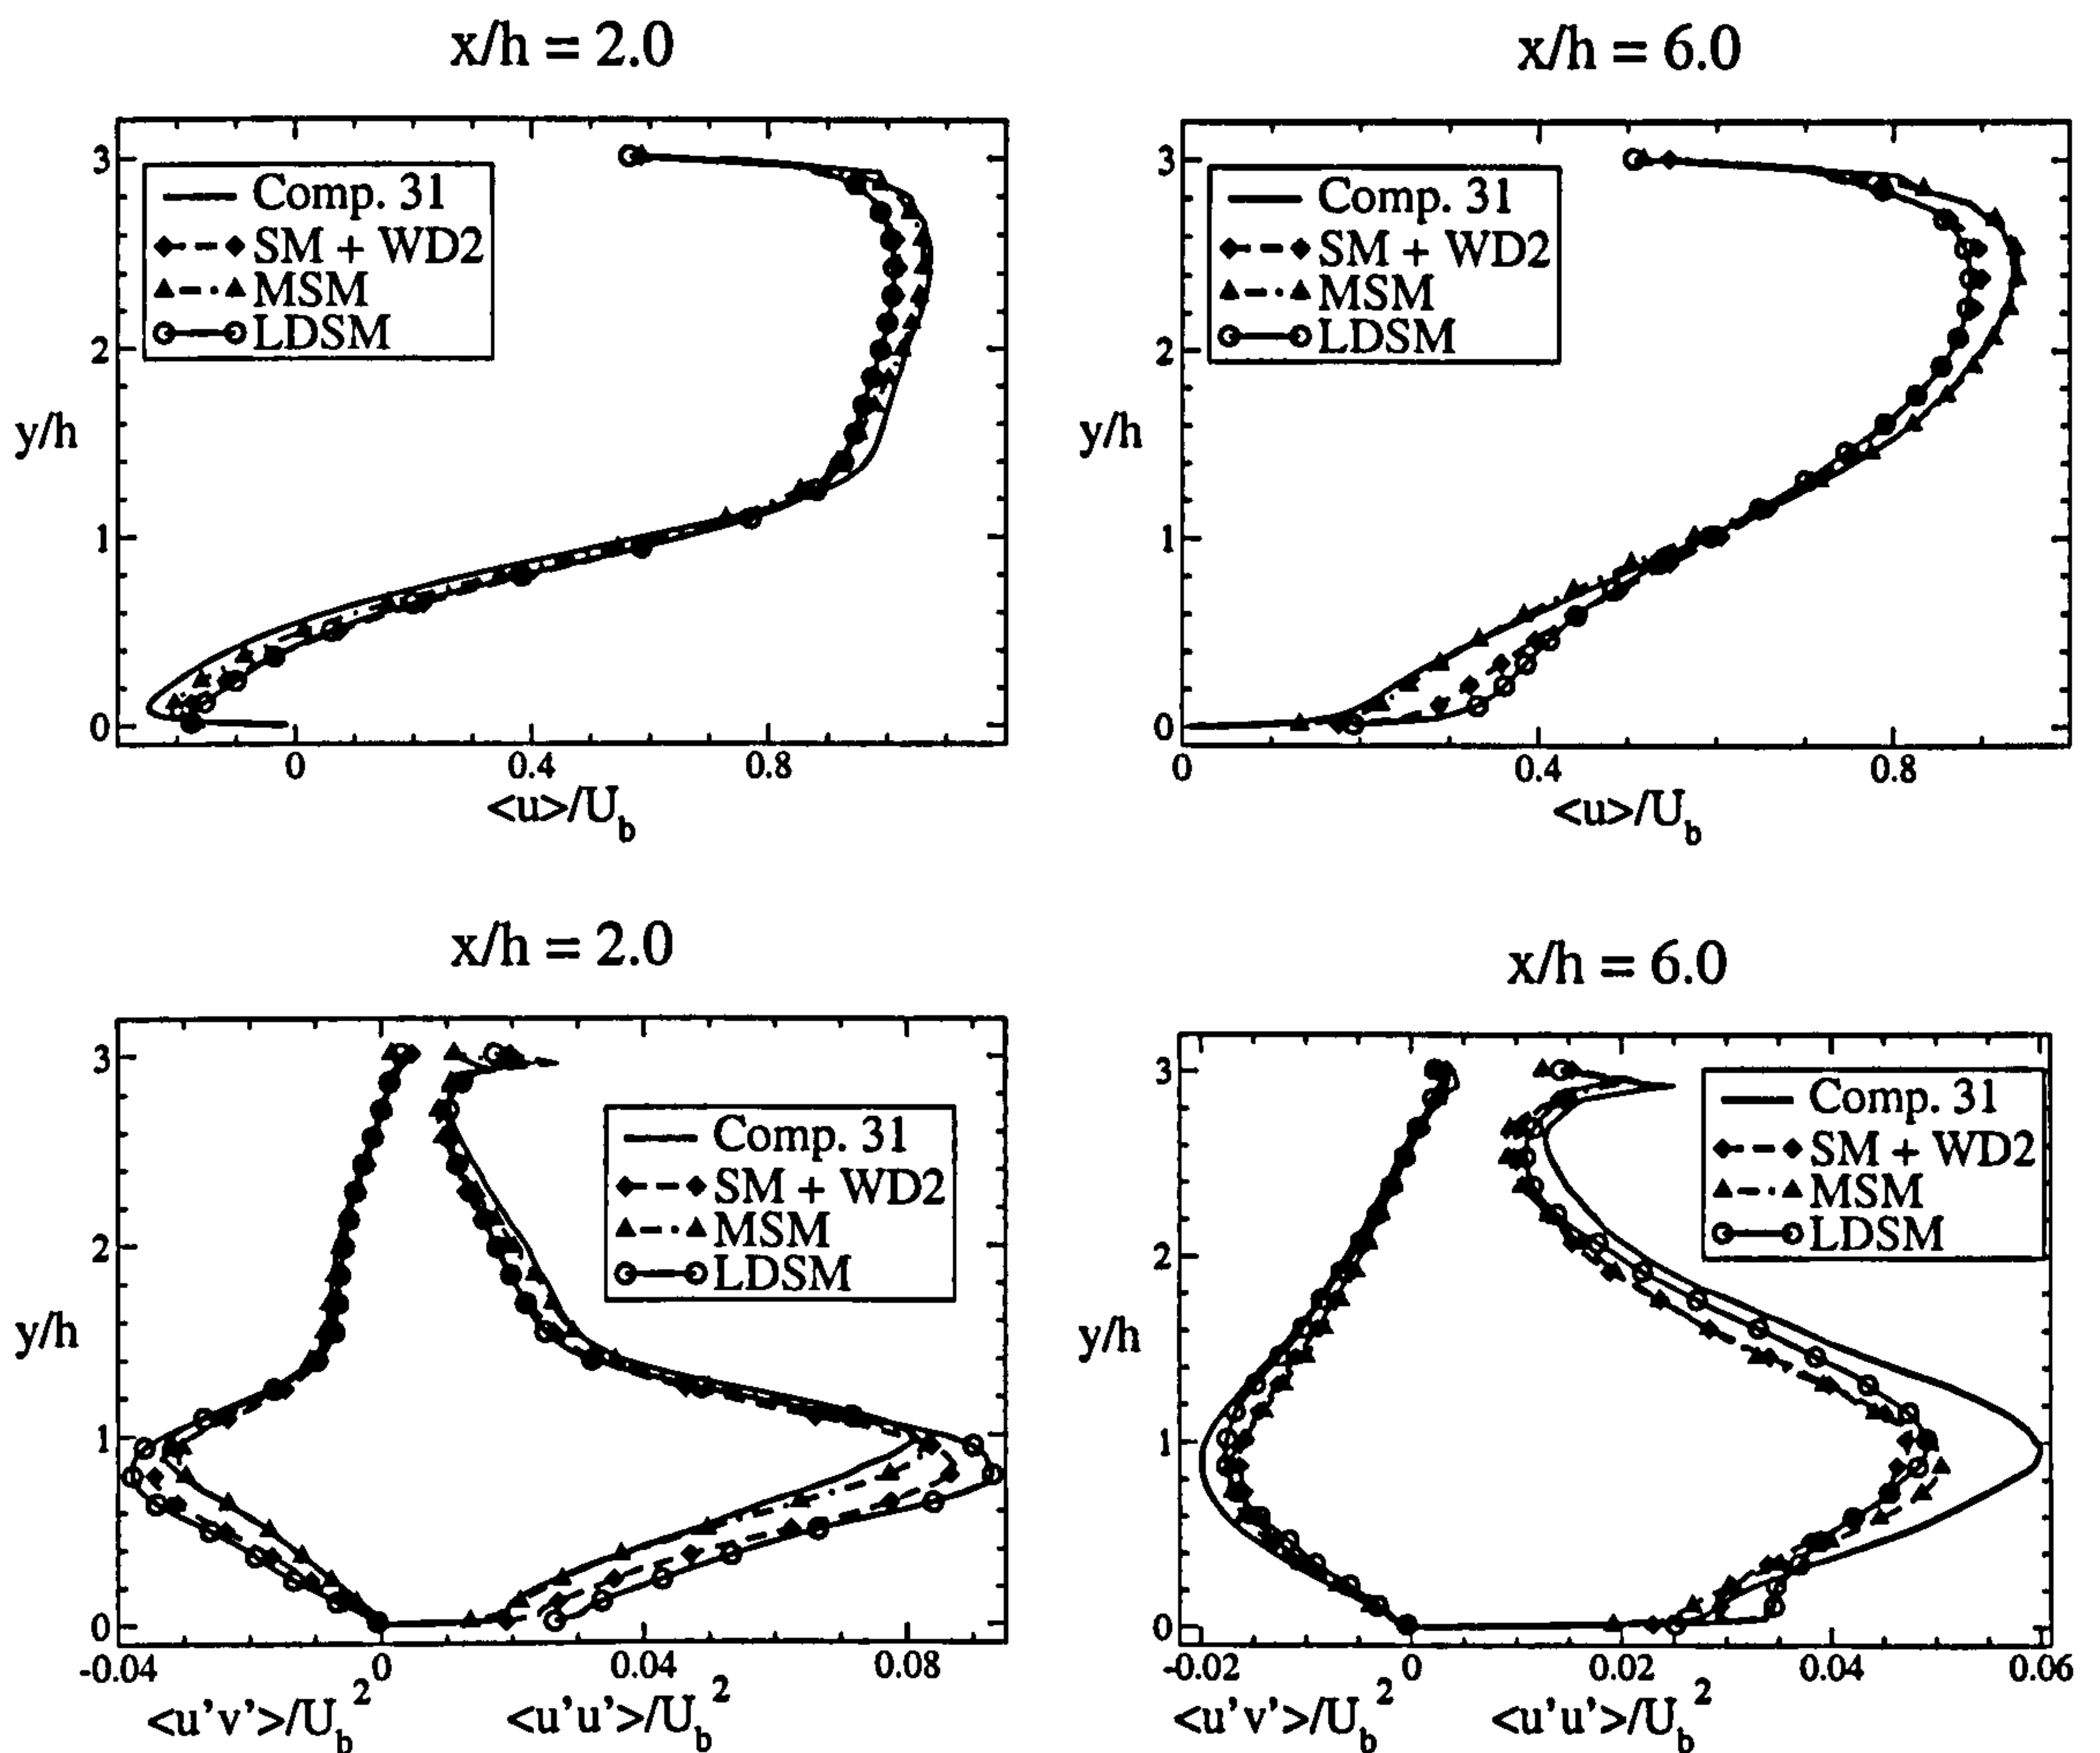 x/h = 2.0
3
2
1
0
y/h
Comp. 31
SM + WD2
MSM
LDSM
0
0.4
0.8
<u>/U_b
x/h = 6.0
3
2
1
0
y/h
Comp. 31
SM + WD2
MSM
LDSM
0
0.4
0.8
<u>/U_b
x/h = 2.0
3
2
1
0
y/h
Comp. 31
SM + WD2
MSM
LDSM
-0.04
0
0.04
0.08
<u'v'>/U_b^2
<u'u'>/U_b^2
x/h = 6.0
3
2
1
0
y/h
Comp. 31
SM + WD2
MSM
LDSM
-0.02
0
0.02
0.04
0.06
<u'v'>/U_b^2
<u'u'>/U_b^2